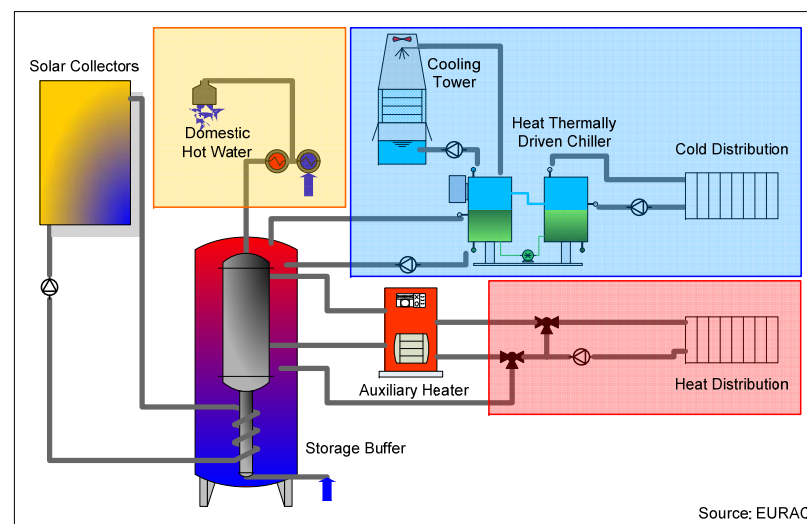 Solar Collectors
Domestic
Hot Water
Cooling
Tower
Heat Thermally
Driven Chiller
Cold Distribution
Auxiliary Heater
Heat Distribution
Storage Buffer
Source: EURAC